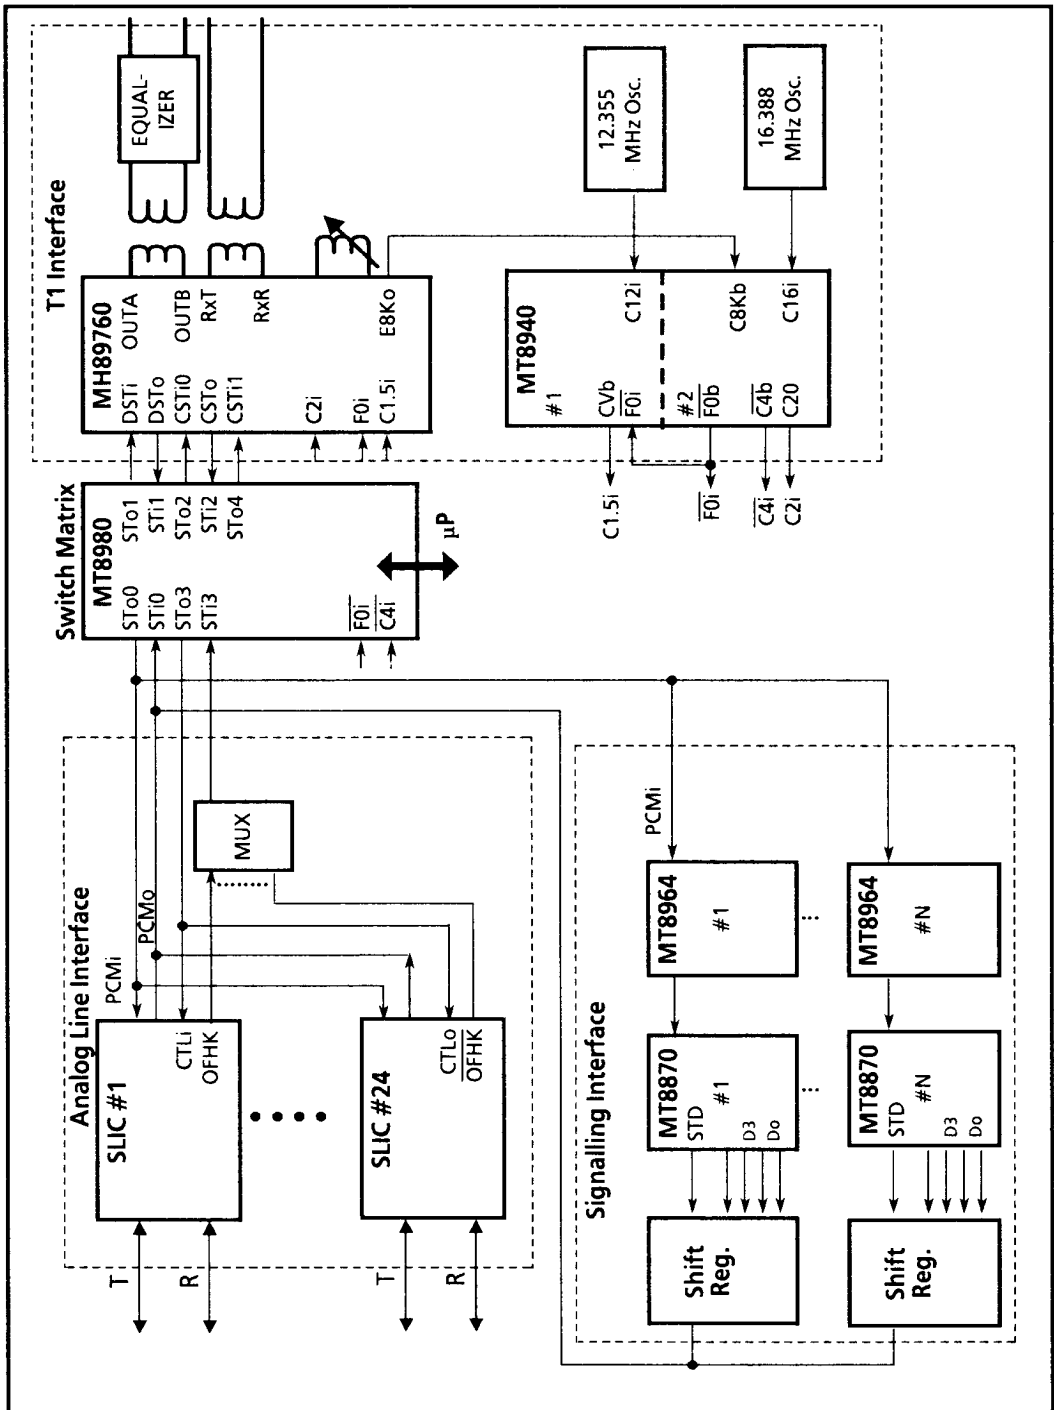 Analog Line Interface
T
R
SLIC #1
PCMi
PCMo
CTLi
OFHK
T
R
SLIC #24
CTLo
OFHK
MUX
Switch Matrix
MT8980
STo0
STi0
STo3
STi3
F0i
C4i
STo1
STi1
STo2
STi2
STo4
µP
T1 Interface
MH89760
DSTi
DSTo
CSTi0
CSTo
CSTi1
C2i
F0i
C1.5i
OUTA
OUTB
RxT
RxR
E8Ko
EQUAL-
IZER
MT8940
#1
CVb
F0i
#2
F0b
C4b
C20
C12i
C8Kb
C16i
C1.5i
F0i
C4i
C2i
12.355
MHz Osc.
16.388
MHz Osc.
Signalling Interface
Shift
Reg.
MT8870
STD
#1
D3
Do
MT8964
#1
PCMi
Shift
Reg.
MT8870
STD
#N
D3
Do
MT8964
#N